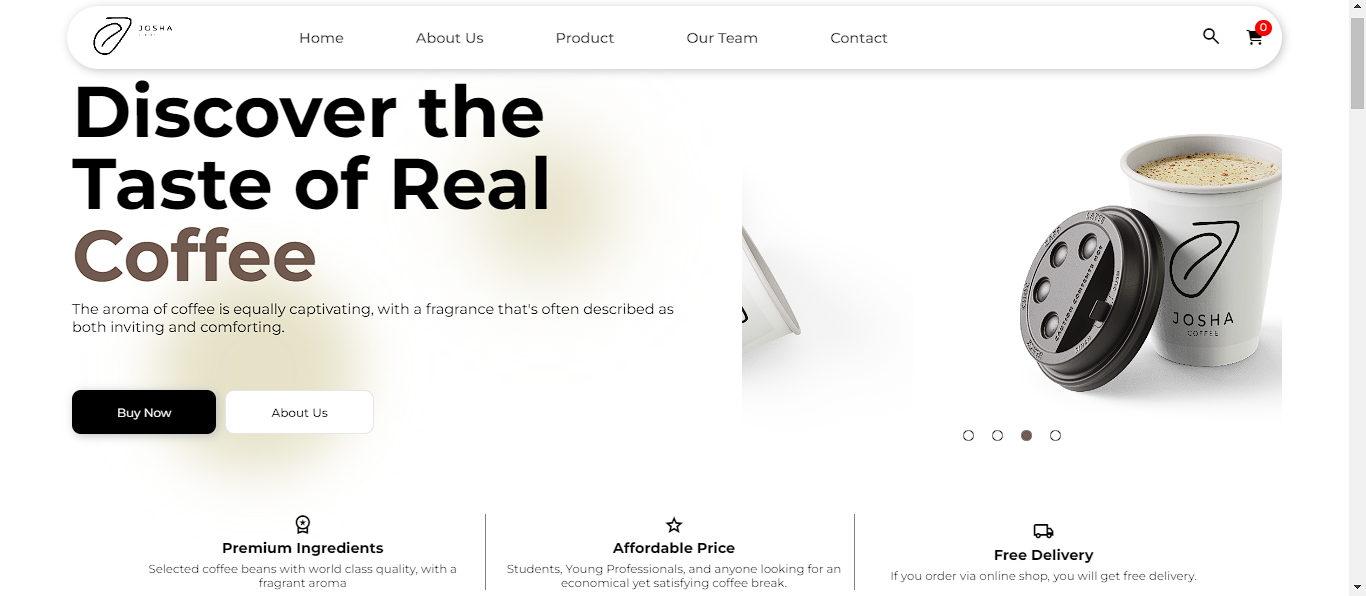 JOSHA
Home
About Us
Product
Our Team
Contact
0
Discover the
Taste of Real
Coffee
The aroma of coffee is equally captivating, with a fragrance that's often described as
both inviting and comforting.
Buy Now
About Us
JOSHA
COFFEE
Premium Ingredients
Selected coffee beans with world class quality, with a
fragrant aroma
Affordable Price
Students, Young Professionals, and anyone looking for an
economical yet satisfying coffee break.
Free Delivery
If you order via online shop, you will get free delivery.